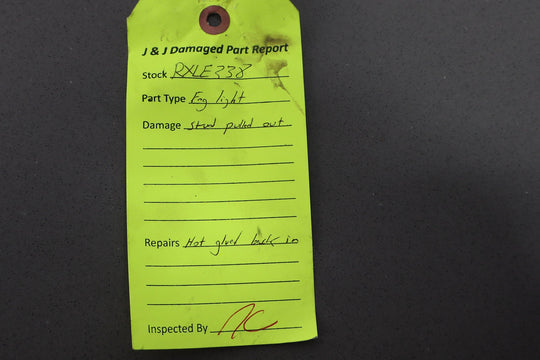 J & J Damaged Part Report
Stock RXLE338
Part Type Fog light
Damage Stud pulled out
Repairs Hot glued back in
Inspected By